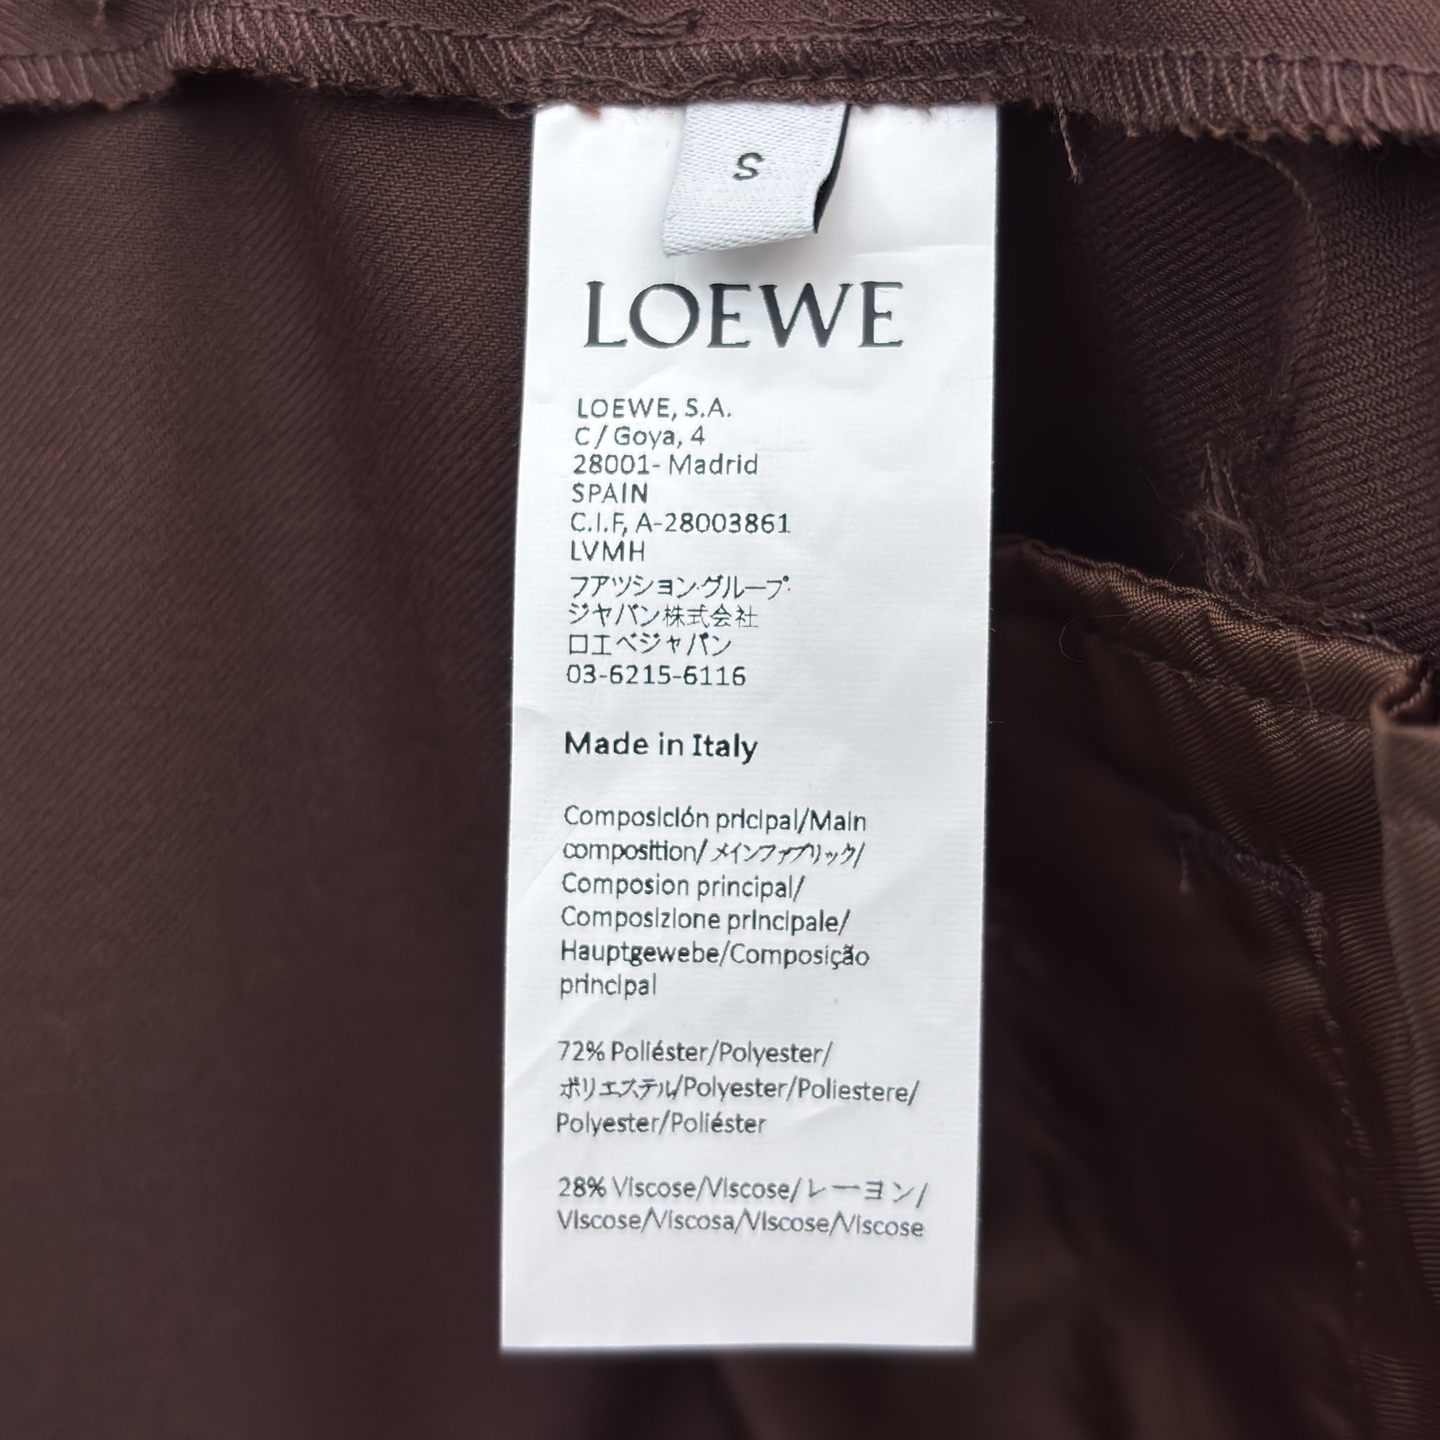 S
LOEWE
LOEWE, S.A.
C / Goya, 4
28001- Madrid
SPAIN
C.I.F, A-28003861
LVMH
フアツション・グループ・
ジヤパン株式会社
ロエベジャパン
03-6215-6116
Made in Italy
Composición pricipal/Main
composition/メインファブリック/
Composion principal/
Composizione principale/
Hauptgewebe/Composição
principal
72% Poliéster/Polyester/
ポリエステル/Polyester/Poliestere/
Polyester/Poliéster
28% Viscose/Viscose/レーヨン/
Viscose/Viscosa/Viscose/Viscose